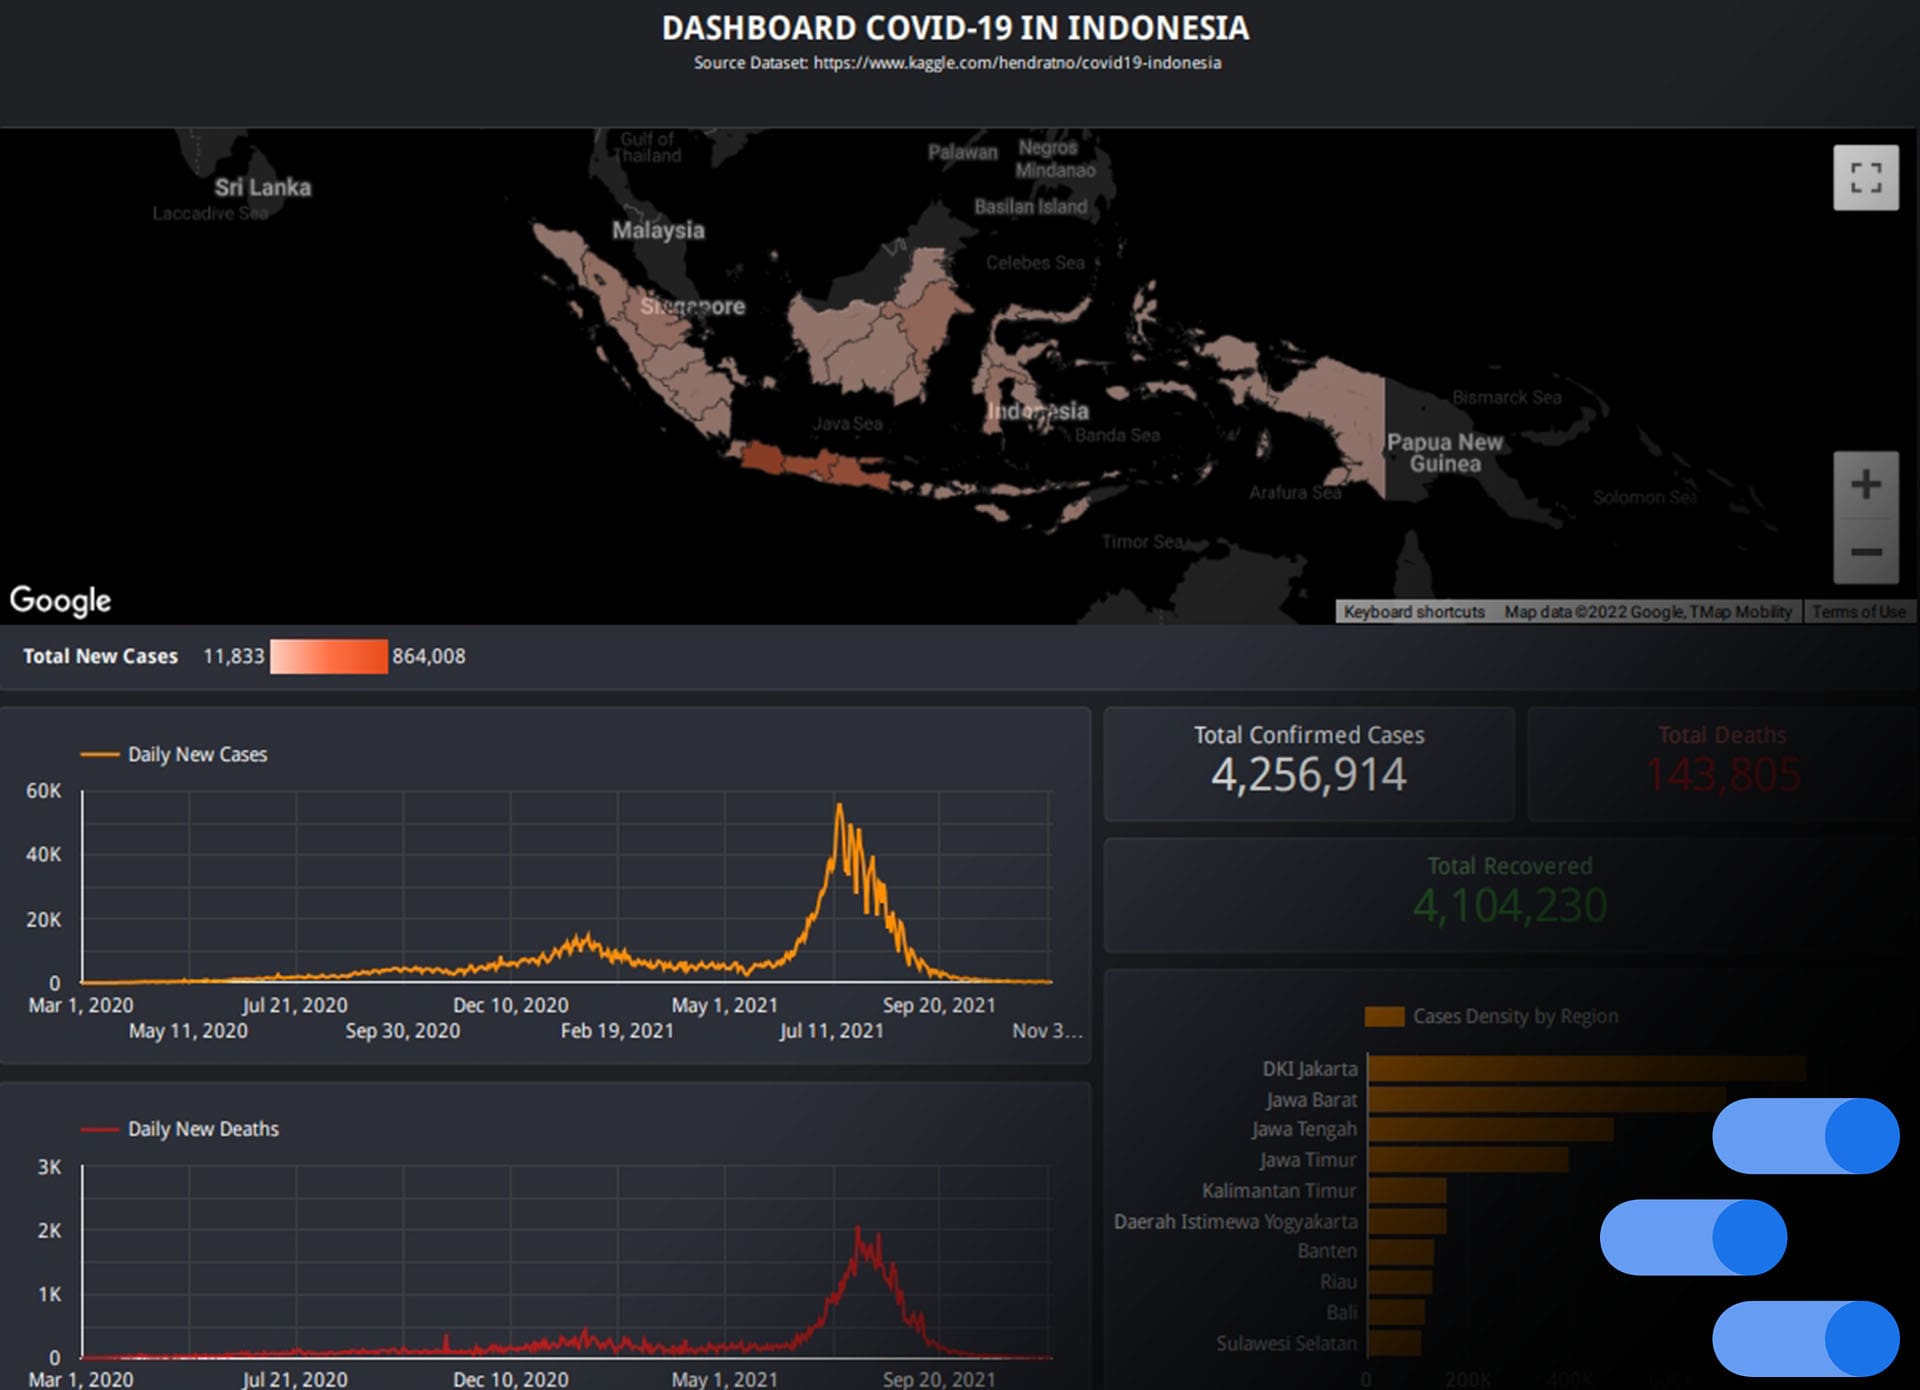 DASHBOARD COVID-19 IN INDONESIA
Source Dataset: https://www.kaggle.com/hendratno/covid19-indonesia
Gulf of
Thailand
Palawan
Negros
Mindanao
Sri Lanka
Laccadive Sea
Basilan Island
Malaysia
Celebes Sea
Singapore
Indonesia
Java Sea
Banda Sea
Bismarck Sea
Papua New
Guinea
Arafura Sea
Solomon Sea
Timor Sea
Google
Keyboard shortcuts
Map data ©2022 Google, TMap Mobility
Terms of Use
Total New Cases 11,833 864,008
Daily New Cases
60K
40K
20K
0
Mar 1, 2020
May 11, 2020
Jul 21, 2020
Sep 30, 2020
Dec 10, 2020
Feb 19, 2021
May 1, 2021
Jul 11, 2021
Sep 20, 2021
Nov 3...
Total Confirmed Cases
4,256,914
Total Deaths
143,805
Total Recovered
4,104,230
Daily New Deaths
3K
2K
1K
0
Mar 1, 2020
Jul 21, 2020
Dec 10, 2020
May 1, 2021
Sep 20, 2021
Cases Density by Region
DKI Jakarta
Jawa Barat
Jawa Tengah
Jawa Timur
Kalimantan Timur
Daerah Istimewa Yogyakarta
Banten
Riau
Bali
Sulawesi Selatan
0
200K
400K